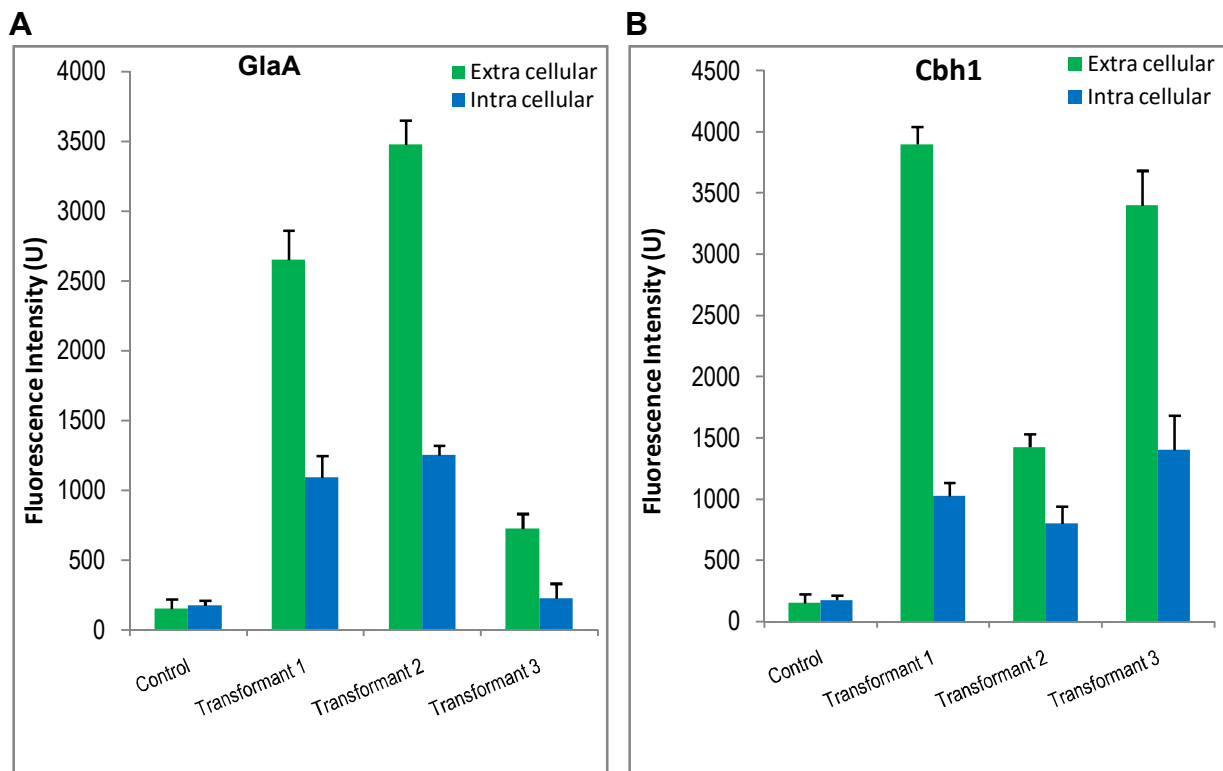 A
GlaA
Extra cellular
Intra cellular
Fluorescence Intensity (U)
4000
3500
3000
2500
2000
1500
1000
500
0
Control
Transformant 1
Transformant 2
Transformant 3
B
Cbh1
Extra cellular
Intra cellular
Fluorescence Intensity (U)
4500
4000
3500
3000
2500
2000
1500
1000
500
0
Control
Transformant 1
Transformant 2
Transformant 3